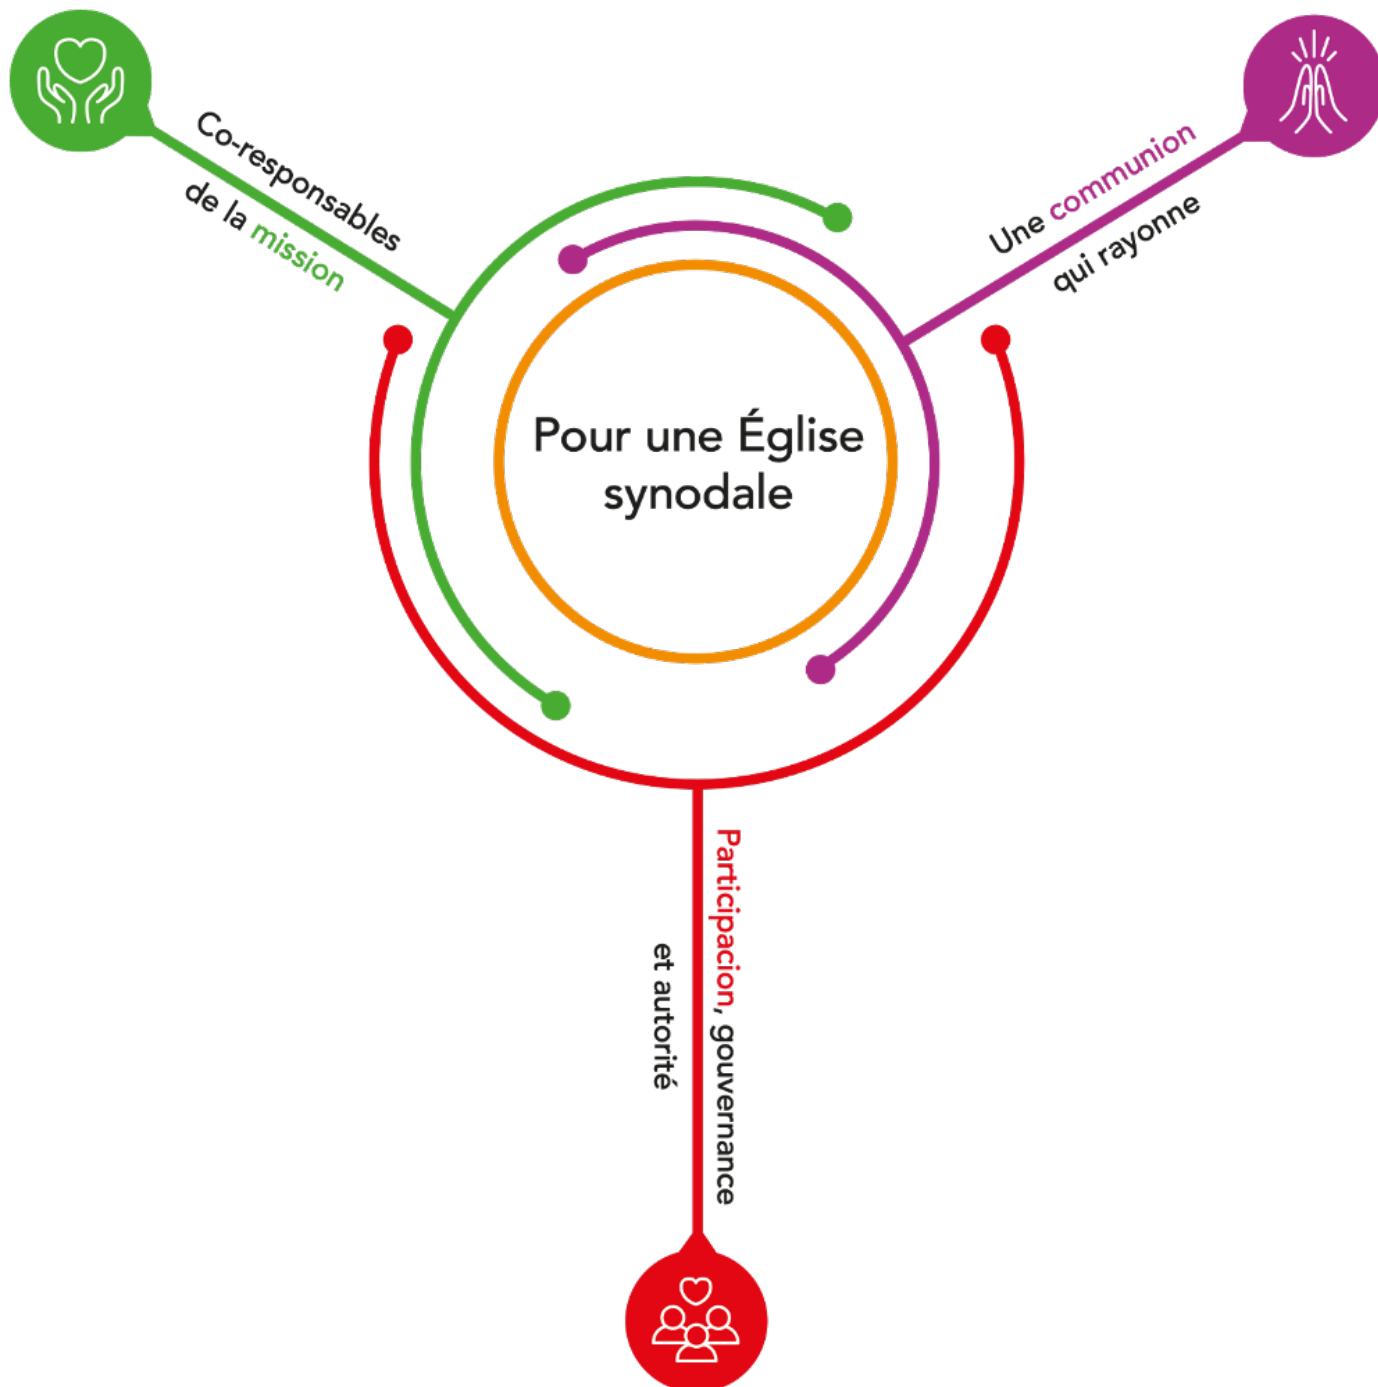 Co-responsables
de la mission
Une communion
qui rayonne
Pour une Église
synodale
Participacion, gouvernance
et autorité